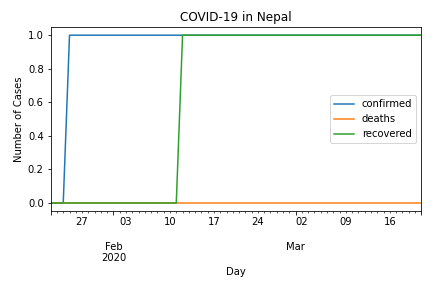 COVID-19 in Nepal
Number of Cases
1.0
0.8
0.6
0.4
0.2
0.0
confirmed
deaths
recovered
27 03 10 17 24 02 09 16
Feb Mar
2020
Day